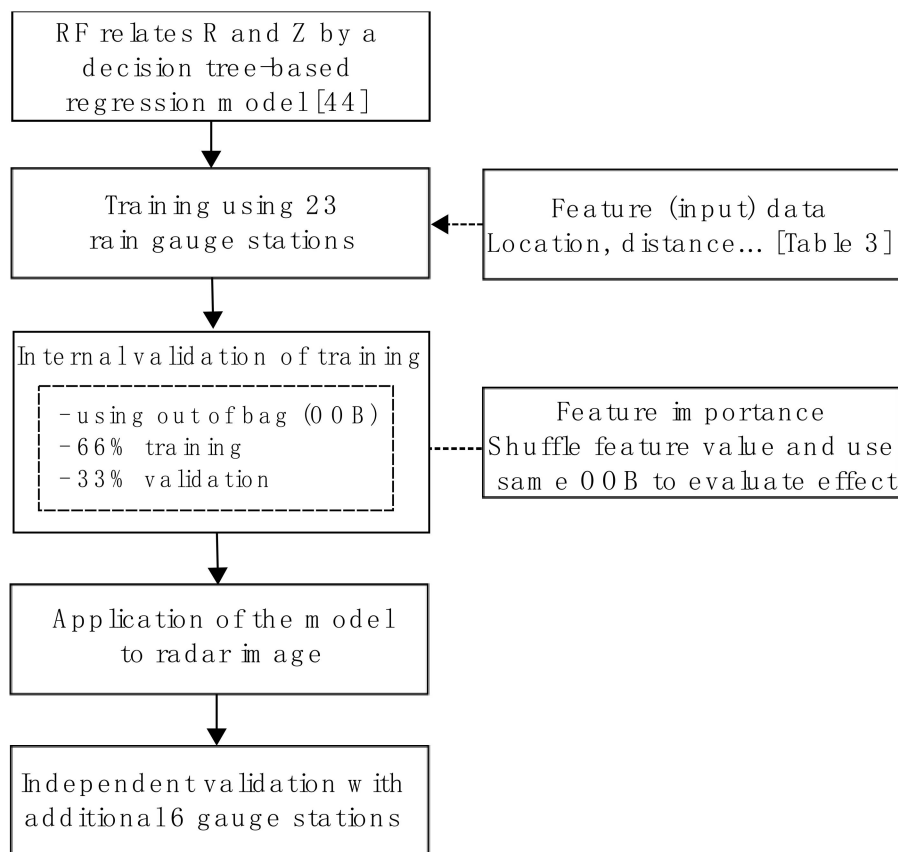 RF relates R and Z by a
decision tree-based
regression model [44]
Training using 23
rain gauge stations
Feature (input) data
Location, distance... [Table 3]
Internal validation of training
-using out of bag (OOB)
-66% training
-33% validation
Feature importance
Shuffle feature value and use
same OOB to evaluate effect
Application of the model
to radar image
Independent validation with
additional 6 gauge stations